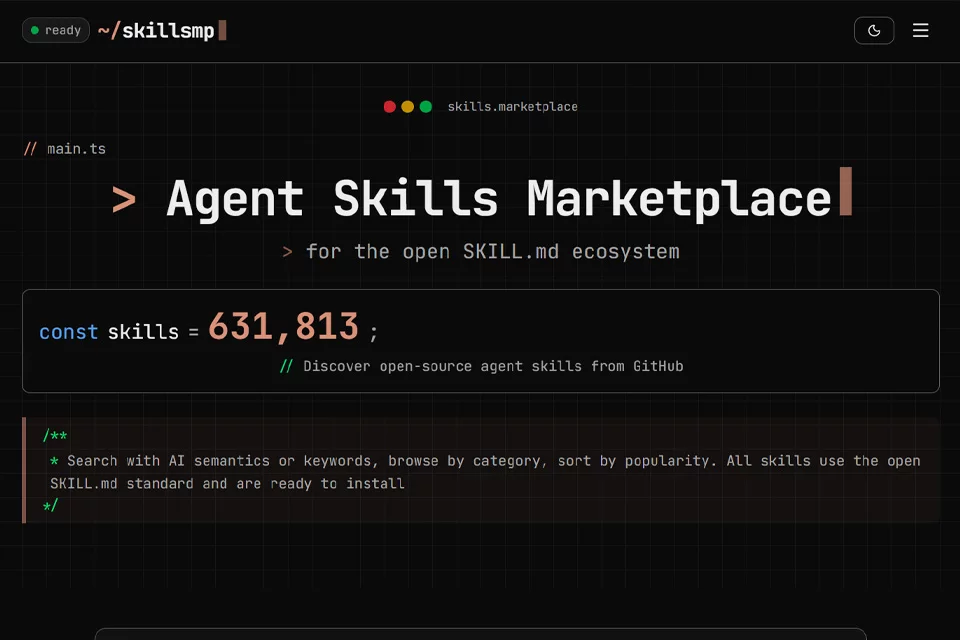 ready ~/skillsmp
skills.marketplace
// main.ts
> Agent Skills Marketplace
> for the open SKILL.md ecosystem
const skills = 631,813 ;
// Discover open-source agent skills from GitHub
/**
* Search with AI semantics or keywords, browse by category, sort by popularity. All skills use the open
SKILL.md standard and are ready to install
*/